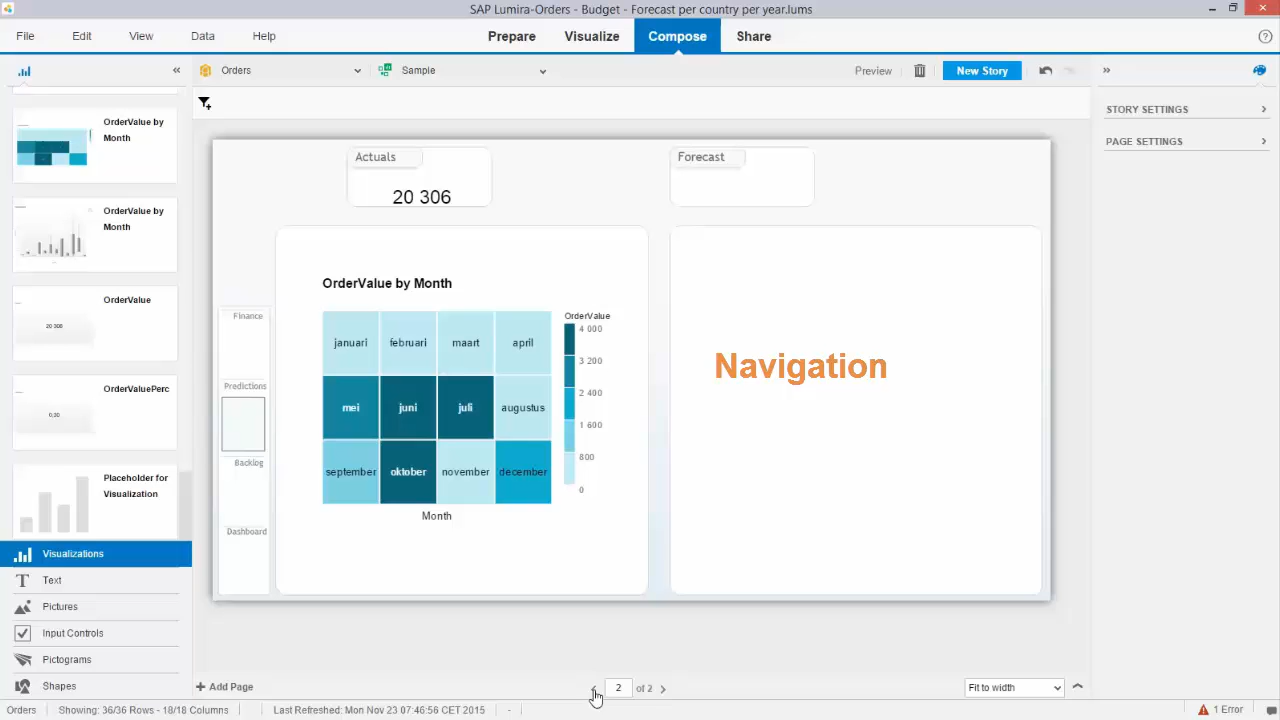 SAP Lumira-Orders - Budget - Forecast per country per year.lums
File Edit View Data Help Prepare Visualize Compose Share
Orders Sample Preview New Story
STORY SETTINGS
PAGE SETTINGS
OrderValue by
Month
OrderValue by
Month
OrderValue
20 306
OrderValuePerc
0,30
Placeholder for
Visualization
Visualizations
Text
Pictures
Input Controls
Pictograms
Shapes
Actuals
20 306
Forecast
Finance
Predictions
Backlog
Dashboard
OrderValue by Month
januari februari maart april
mei juni juli augustus
september oktober november december
Month
OrderValue
4 000
3 200
2 400
1 600
800
0
Navigation
+ Add Page
2 of 2
Fit to width
Orders Showing: 36/36 Rows - 18/18 Columns Last Refreshed: Mon Nov 23 07:46:56 CET 2015 - 1 Error